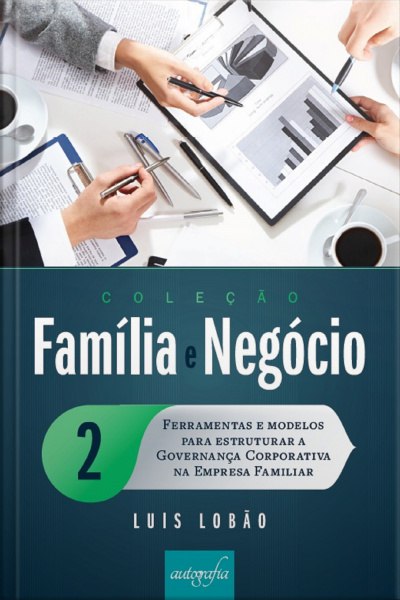 COLEÇÃO
Família e Negócio
2
FERRAMENTAS E MODELOS
PARA ESTRUTURAR A
GOVERNANÇA CORPORATIVA
NA EMPRESA FAMILIAR
LUIS LOBÃO
autografia